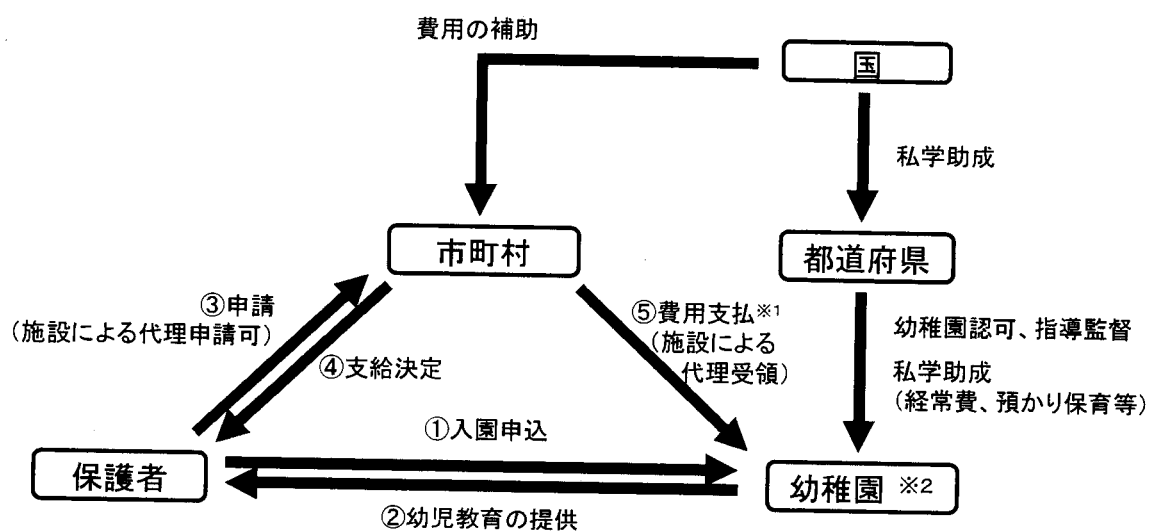 費用の補助
国
私学助成
市町村
都道府県
③申請
(施設による代理申請可)
④支給決定
⑤費用支払※1
(施設による
代理受領)
幼稚園認可、指導監督
私学助成
(経常費、預かり保育等)
①入園申込
保護者
幼稚園 ※2
②幼児教育の提供